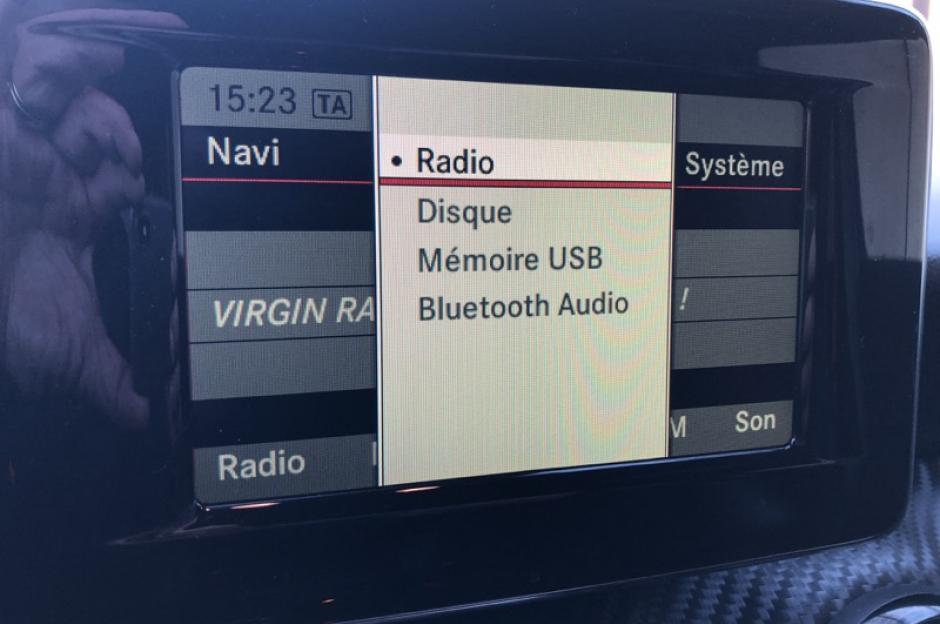 15:23 TA
Navi
Système
• Radio
Disque
Mémoire USB
Bluetooth Audio
VIRGIN RA
!
Radio
M
Son